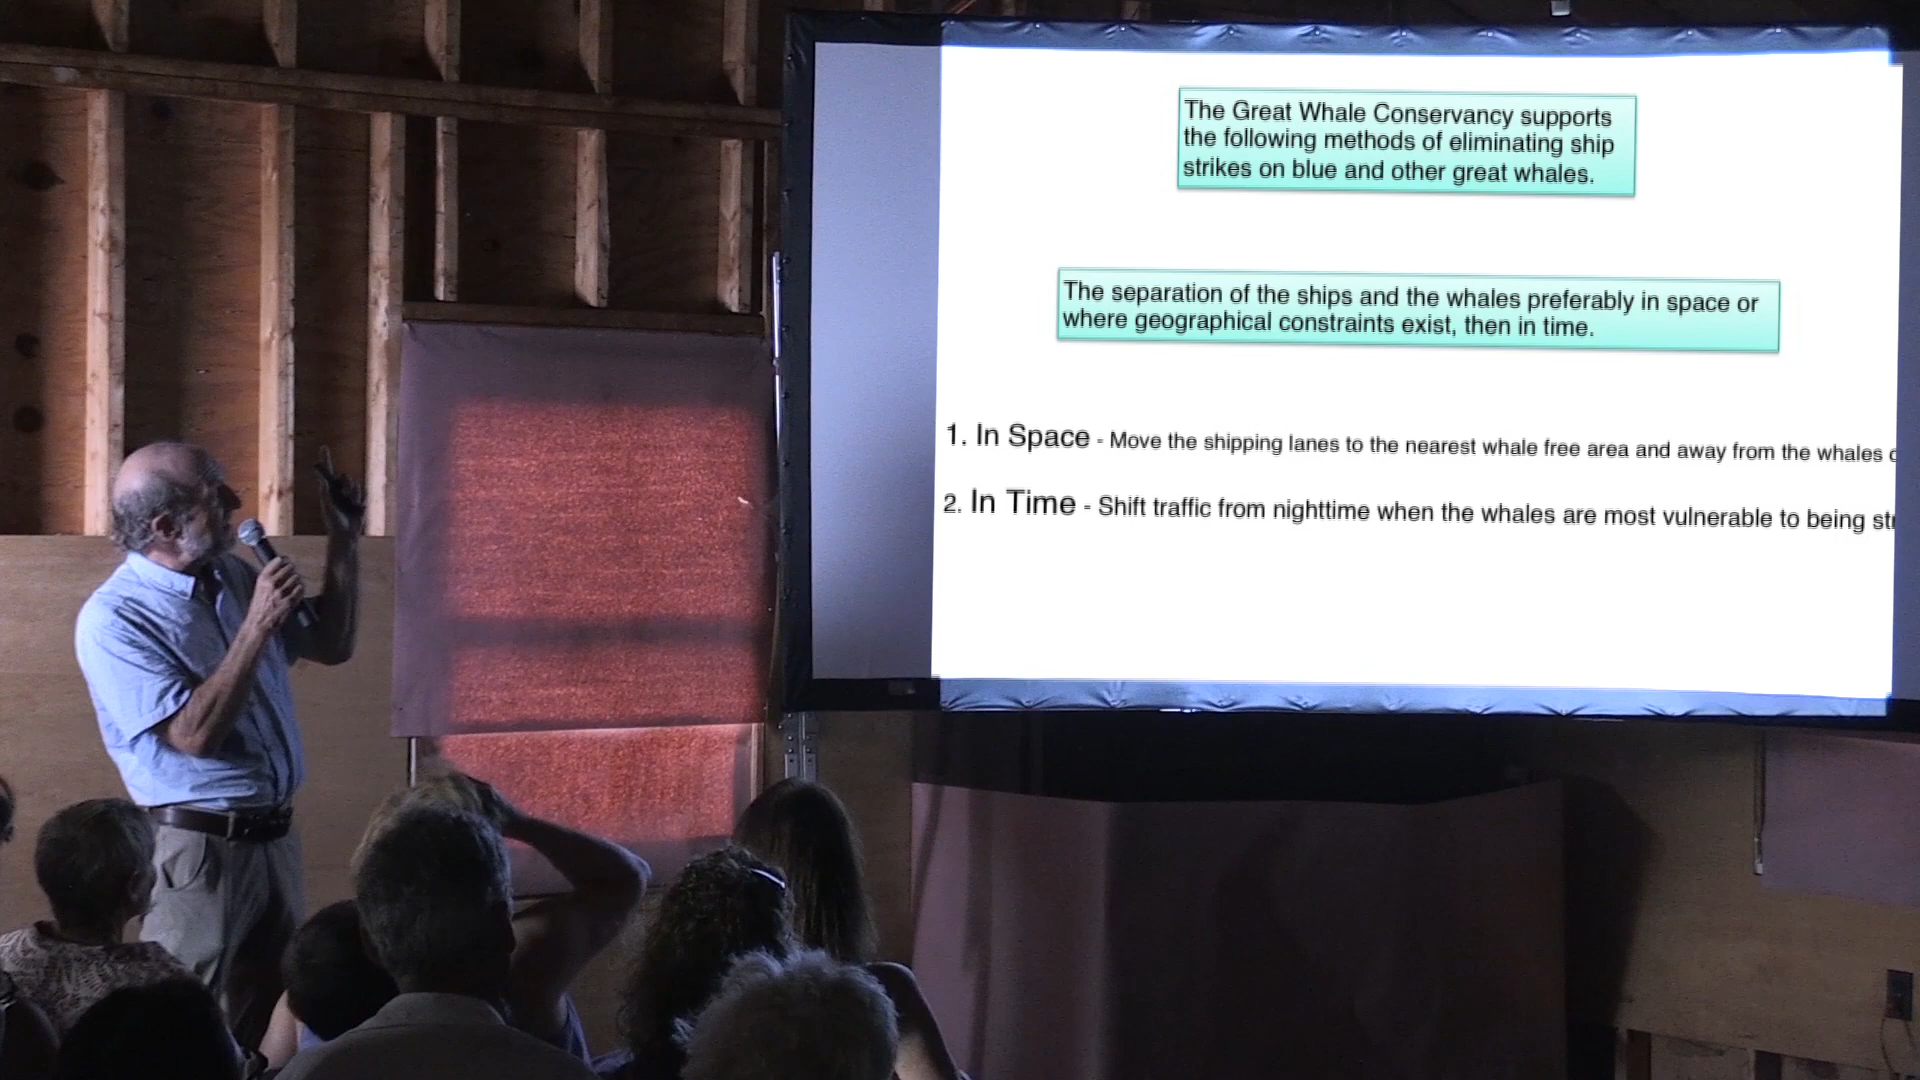 The Great Whale Conservancy supports
the following methods of eliminating ship
strikes on blue and other great whales.
The separation of the ships and the whales preferably in space or
where geographical constraints exist, then in time.
1. In Space - Move the shipping lanes to the nearest whale free area and away from the whales
2. In Time - Shift traffic from nighttime when the whales are most vulnerable to being